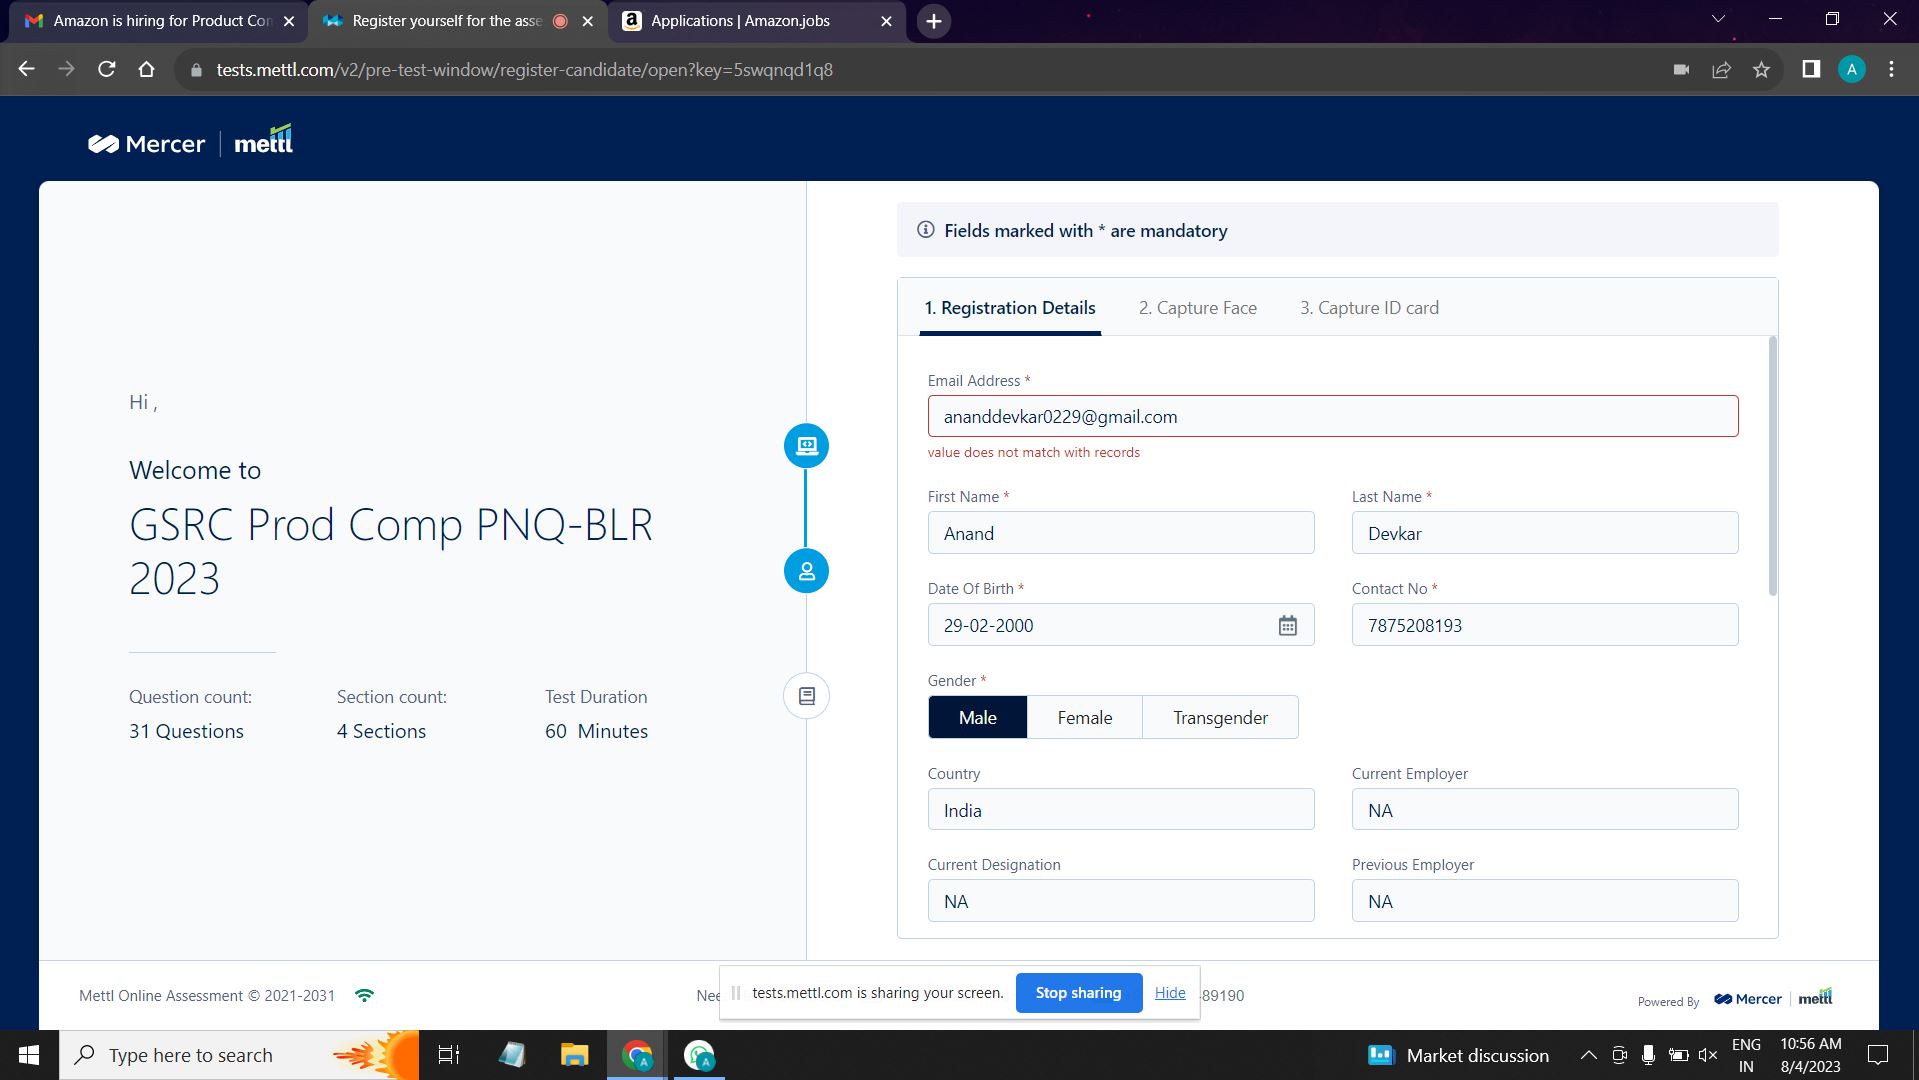 Amazon is hiring for Product Con
Register yourself for the asse
Applications | Amazon.jobs
tests.mettl.com/v2/pre-test-window/register-candidate/open?key=5swqnqd1q8
A
Mercer | mettl
Hi ,
Welcome to
GSRC Prod Comp PNQ-BLR
2023
Question count:
31 Questions
Section count:
4 Sections
Test Duration
60 Minutes
Fields marked with * are mandatory
1. Registration Details
2. Capture Face
3. Capture ID card
Email Address *
ananddevkar0229@gmail.com
value does not match with records
First Name *
Anand
Last Name *
Devkar
Date Of Birth *
29-02-2000
Contact No *
7875208193
Gender *
Male
Female
Transgender
Country
India
Current Employer
NA
Current Designation
NA
Previous Employer
NA
Mettl Online Assessment © 2021-2031
Nee
tests.mettl.com is sharing your screen.
Stop sharing
Hide
89190
Powered By Mercer | mettl
Type here to search
Market discussion
ENG
IN
10:56 AM
8/4/2023